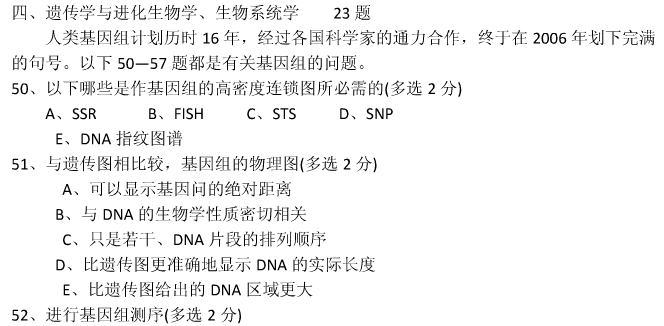 四、遗传学与进化生物学、生物系统学 23 题
人类基因组计划历时 16 年，经过各国科学家的通力合作，终于在 2006 年划下完满
的句号。以下 50—57 题都是有关基因组的问题。
50、以下哪些是作基因组的高密度连锁图所必需的(多选 2 分)
A、SSR B、FISH C、STS D、SNP
E、DNA 指纹图谱
51、与遗传图相比较，基因组的物理图(多选 2 分)
A、可以显示基因问的绝对距离
B、与 DNA 的生物学性质密切相关
C、只是若干、DNA 片段的排列顺序
D、比遗传图更准确地显示 DNA 的实际长度
E、比遗传图给出的 DNA 区域更大
52、进行基因组测序(多选 2 分)